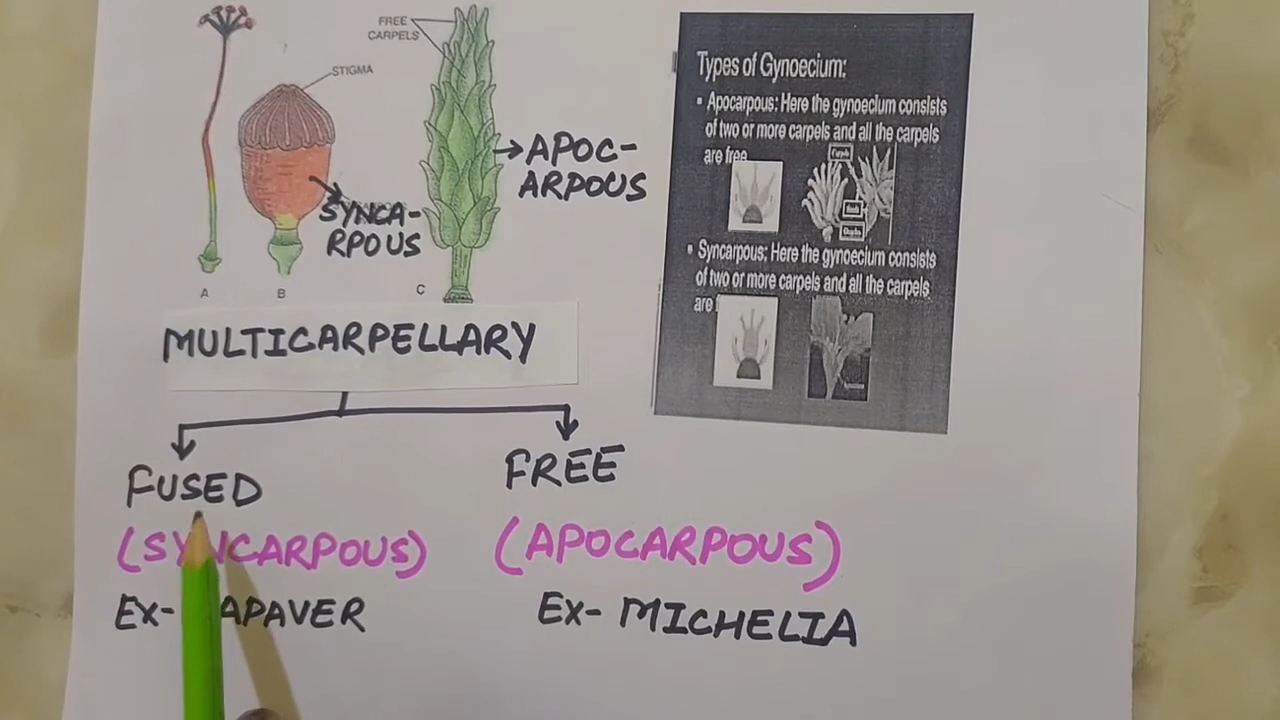 FREE
CARPELS
STIGMA
APOC-
ARPOUS
SYNCA-
RPOUS
A
B
C
MULTICARPELLARY
FUSED
FREE
(SYNCARPOUS)
(APOCARPOUS)
Ex- APAVER
Ex- MICHELIA
Types of Gynoecium:
• Apocarpous: Here the gynoecium consists
of two or more carpels and all the carpels
are free
Carpels
• Syncarpous: Here the gynoecium consists
of two or more carpels and all the carpels
are